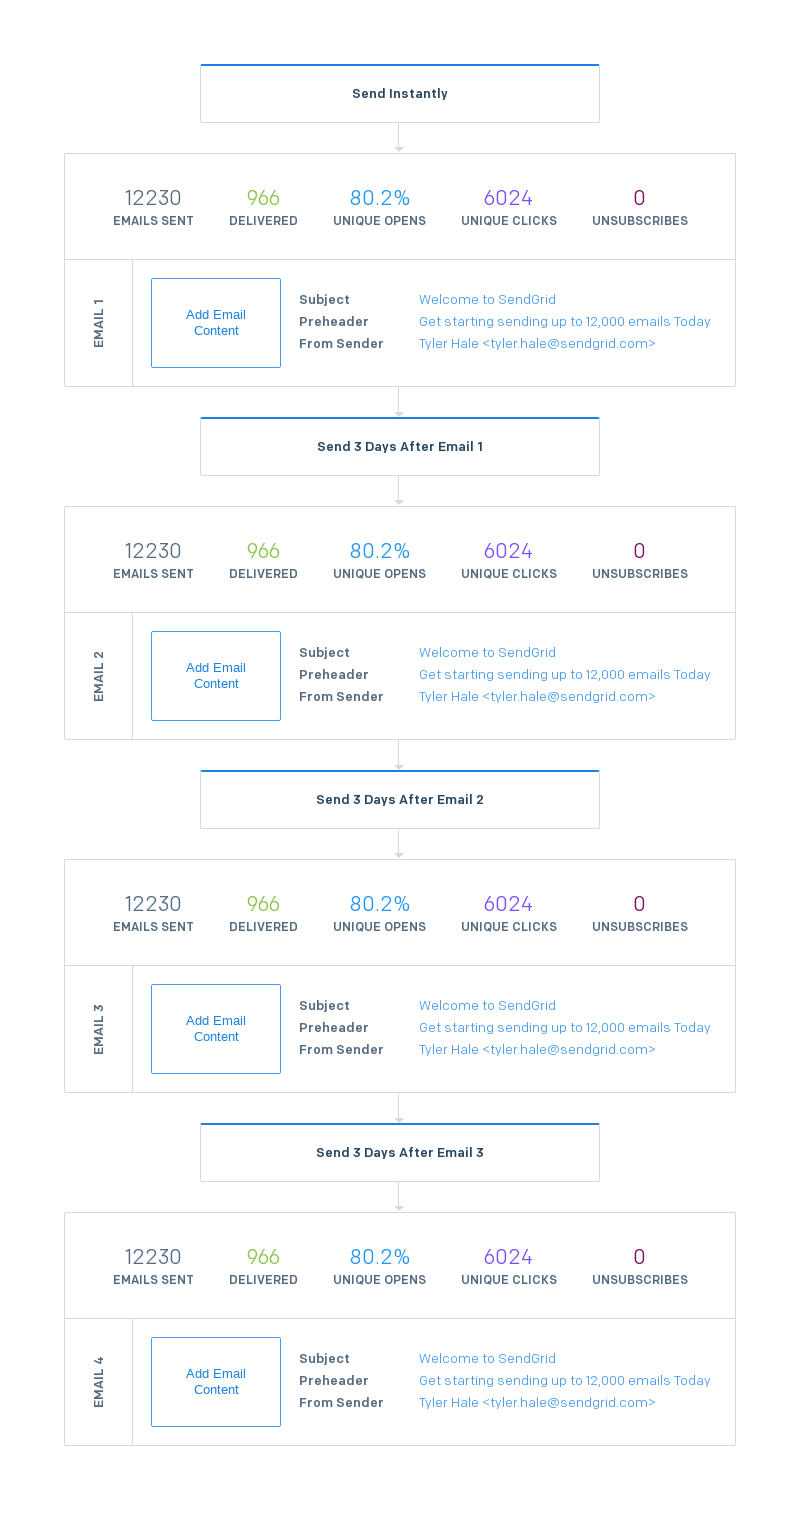 Send Instantly
12230 966 80.2% 6024 0
EMAILS SENT DELIVERED UNIQUE OPENS UNIQUE CLICKS UNSUBSCRIBES
EMAIL 1
Add Email
Content
Subject Welcome to SendGrid
Preheader Get starting sending up to 12,000 emails Today
From Sender Tyler Hale <tyler.hale@sendgrid.com>
Send 3 Days After Email 1
12230 966 80.2% 6024 0
EMAILS SENT DELIVERED UNIQUE OPENS UNIQUE CLICKS UNSUBSCRIBES
EMAIL 2
Add Email
Content
Subject Welcome to SendGrid
Preheader Get starting sending up to 12,000 emails Today
From Sender Tyler Hale <tyler.hale@sendgrid.com>
Send 3 Days After Email 2
12230 966 80.2% 6024 0
EMAILS SENT DELIVERED UNIQUE OPENS UNIQUE CLICKS UNSUBSCRIBES
EMAIL 3
Add Email
Content
Subject Welcome to SendGrid
Preheader Get starting sending up to 12,000 emails Today
From Sender Tyler Hale <tyler.hale@sendgrid.com>
Send 3 Days After Email 3
12230 966 80.2% 6024 0
EMAILS SENT DELIVERED UNIQUE OPENS UNIQUE CLICKS UNSUBSCRIBES
EMAIL 4
Add Email
Content
Subject Welcome to SendGrid
Preheader Get starting sending up to 12,000 emails Today
From Sender Tyler Hale <tyler.hale@sendgrid.com>